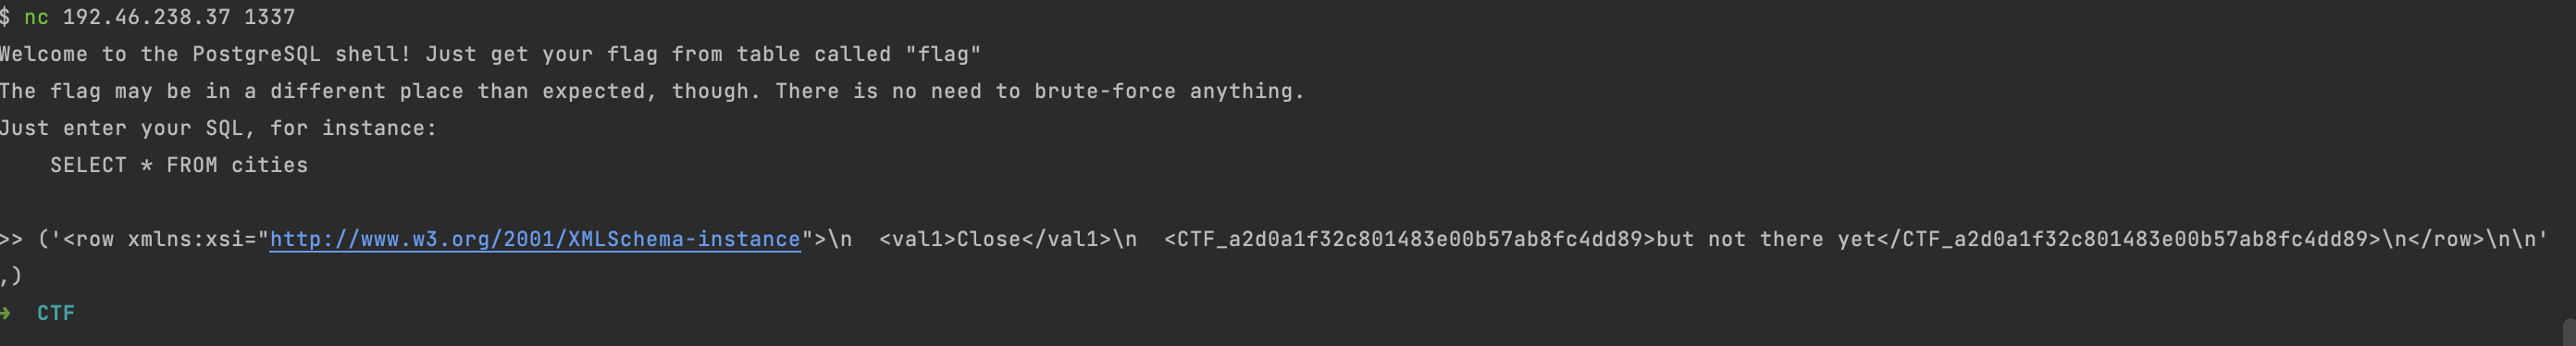 $ nc 192.46.238.37 1337
Welcome to the PostgreSQL shell! Just get your flag from table called "flag"
The flag may be in a different place than expected, though. There is no need to brute-force anything.
Just enter your SQL, for instance:
    SELECT * FROM cities
>> ('<row xmlns:xsi="http://www.w3.org/2001/XMLSchema-instance">\n  <val1>Close</val1>\n  <CTF_a2d0a1f32c801483e00b57ab8fc4dd89>but not there yet</CTF_a2d0a1f32c801483e00b57ab8fc4dd89>\n</row>\n\n'
,)
→  CTF